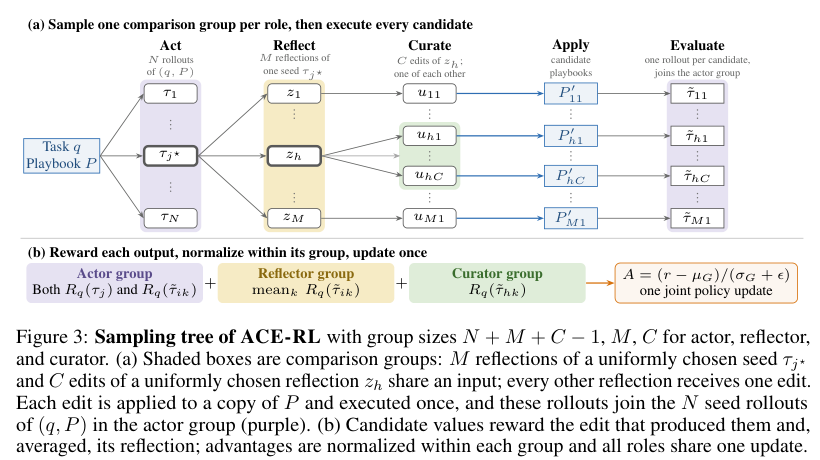 (a) Sample one comparison group per role, then execute every candidate
Act Reflect Curate Apply Evaluate
N rollouts of (q, P)
M reflections of one seed τ_{j⋆}
C edits of z_h; one of each other
candidate playbooks
one rollout per candidate, joins the actor group
τ_1 z_1 u_{11} P′_{11} τ̃_{11}
⋮ ⋮ ⋮ ⋮ ⋮
Task q
Playbook P
τ_{j⋆} z_h u_{h1} P′_{h1} τ̃_{h1}
⋮ ⋮ ⋮
u_{hC} P′_{hC} τ̃_{hC}
⋮ ⋮ ⋮ ⋮ ⋮
τ_N z_M u_{M1} P′_{M1} τ̃_{M1}
(b) Reward each output, normalize within its group, update once
Actor group
Both R_q(τ_j) and R_q(τ̃_{ik})
+
Reflector group
mean_k R_q(τ̃_{ik})
+
Curator group
R_q(τ̃_{hk})
A = (r − μ_G)/(σ_G + ϵ)
one joint policy update
Figure 3: Sampling tree of ACE-RL with group sizes N + M + C − 1, M, C for actor, reflector,
and curator. (a) Shaded boxes are comparison groups: M reflections of a uniformly chosen seed τ_{j⋆}
and C edits of a uniformly chosen reflection z_h share an input; every other reflection receives one edit.
Each edit is applied to a copy of P and executed once, and these rollouts join the N seed rollouts
of (q, P) in the actor group (purple). (b) Candidate values reward the edit that produced them and,
averaged, its reflection; advantages are normalized within each group and all roles share one update.